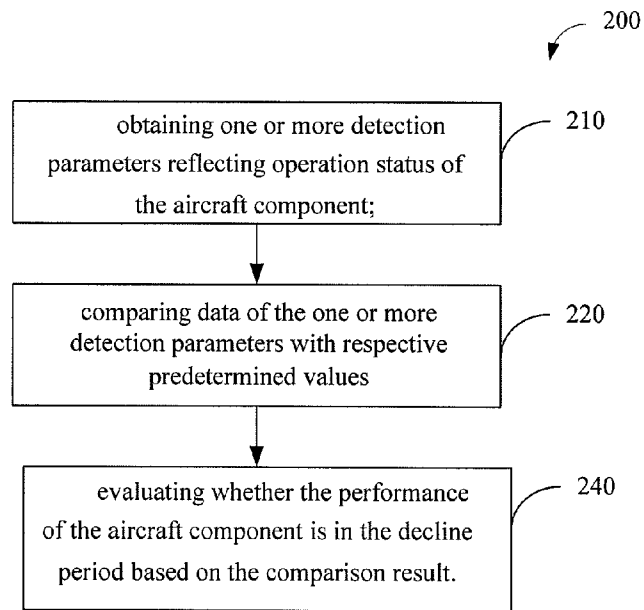 200
obtaining one or more detection
parameters reflecting operation status of
the aircraft component;
210
comparing data of the one or more
detection parameters with respective
predetermined values
220
evaluating whether the performance
of the aircraft component is in the decline
period based on the comparison result.
240